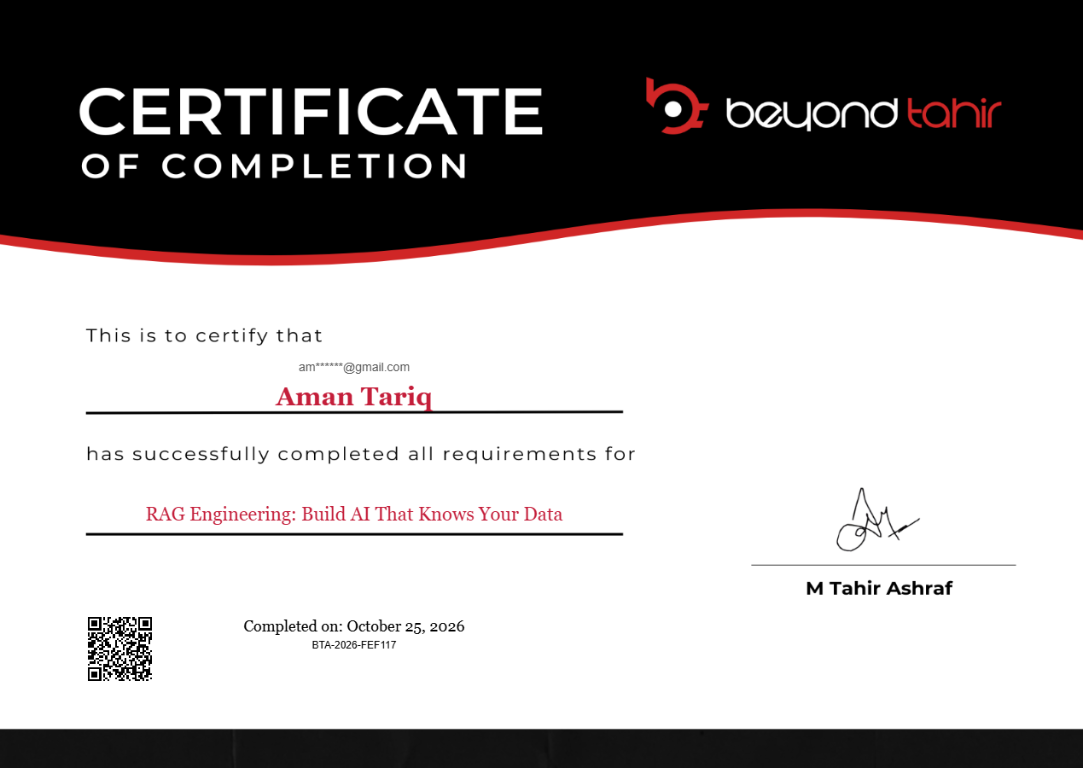 CERTIFICATE
OF COMPLETION
beyond tahir
This is to certify that
am******@gmail.com
Aman Tariq
has successfully completed all requirements for
RAG Engineering: Build AI That Knows Your Data
M Tahir Ashraf
Completed on: October 25, 2026
BTA-2026-FEF117